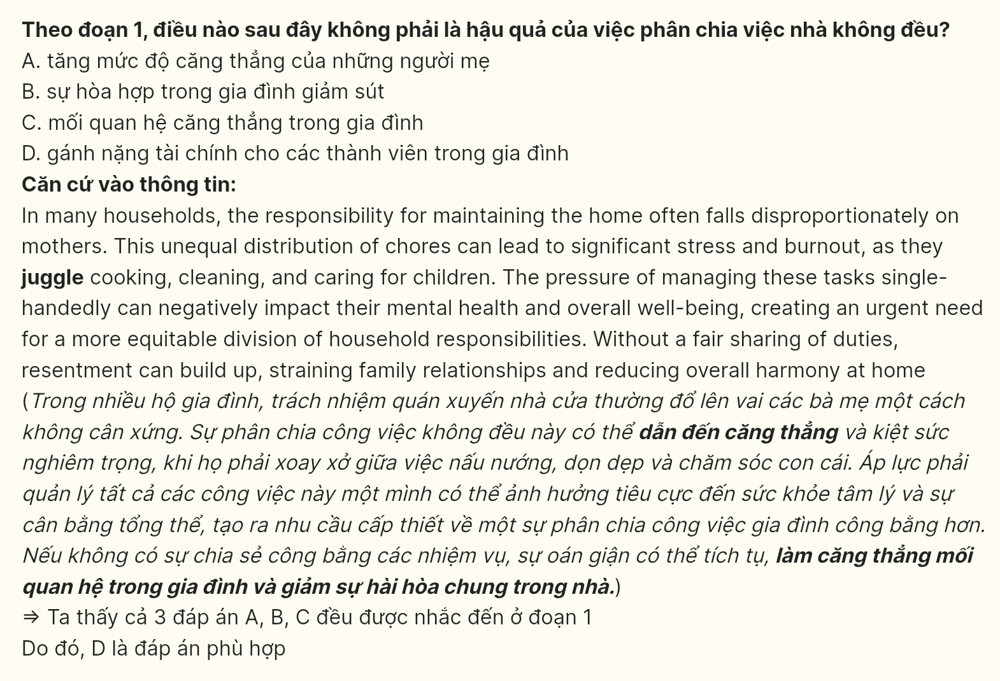 Theo đoạn 1, điều nào sau đây không phải là hậu quả của việc phân chia việc nhà không đều?
A. tăng mức độ căng thẳng của những người mẹ
B. sự hòa hợp trong gia đình giảm sút
C. mối quan hệ căng thẳng trong gia đình
D. gánh nặng tài chính cho các thành viên trong gia đình
Căn cứ vào thông tin:
In many households, the responsibility for maintaining the home often falls disproportionately on
mothers. This unequal distribution of chores can lead to significant stress and burnout, as they
juggle cooking, cleaning, and caring for children. The pressure of managing these tasks single-
handedly can negatively impact their mental health and overall well-being, creating an urgent need
for a more equitable division of household responsibilities. Without a fair sharing of duties,
resentment can build up, straining family relationships and reducing overall harmony at home
(Trong nhiều hộ gia đình, trách nhiệm quán xuyến nhà cửa thường đổ lên vai các bà mẹ một cách
không cân xứng. Sự phân chia công việc không đều này có thể dẫn đến căng thẳng và kiệt sức
nghiêm trọng, khi họ phải xoay xở giữa việc nấu nướng, dọn dẹp và chăm sóc con cái. Áp lực phải
quản lý tất cả các công việc này một mình có thể ảnh hưởng tiêu cực đến sức khỏe tâm lý và sự
cân bằng tổng thể, tạo ra nhu cầu cấp thiết về một sự phân chia công việc gia đình công bằng hơn.
Nếu không có sự chia sẻ công bằng các nhiệm vụ, sự oán giận có thể tích tụ, làm căng thẳng mối
quan hệ trong gia đình và giảm sự hài hòa chung trong nhà.)
⇒ Ta thấy cả 3 đáp án A, B, C đều được nhắc đến ở đoạn 1
Do đó, D là đáp án phù hợp